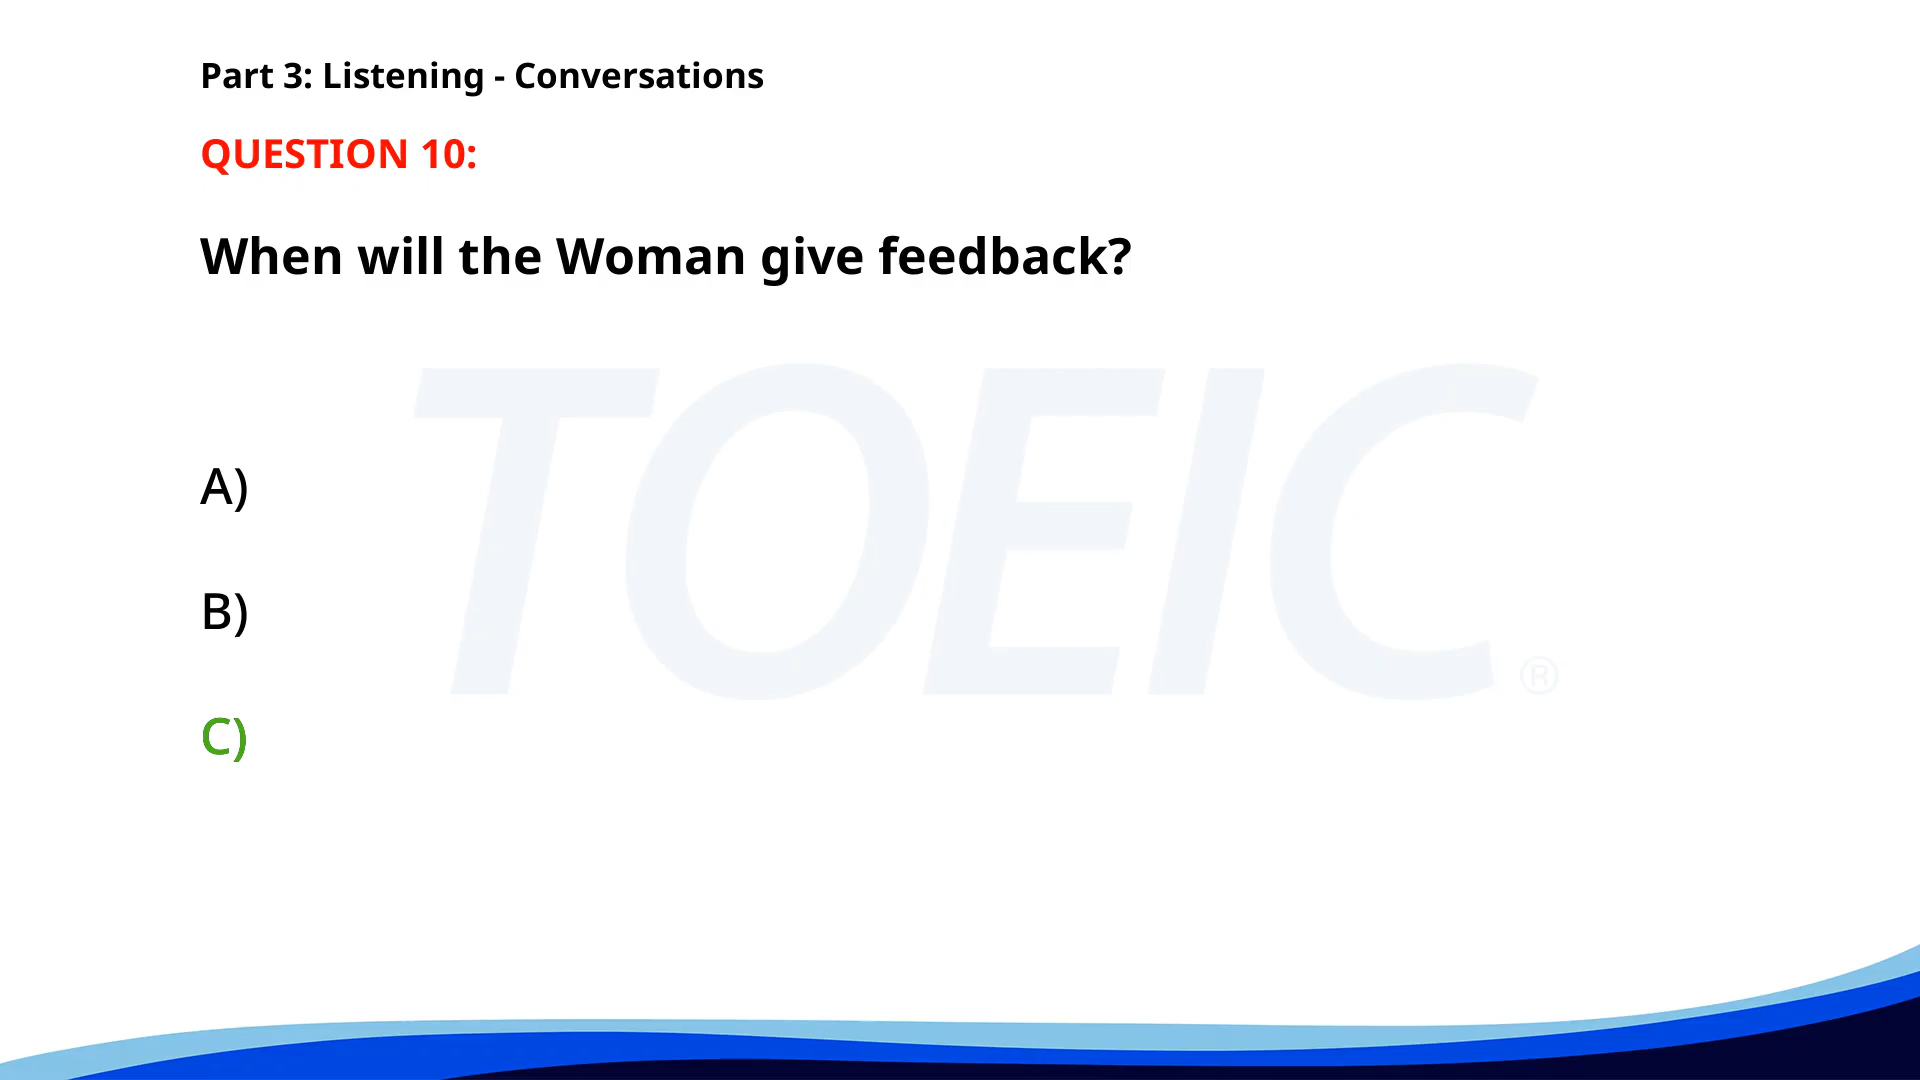 Part 3: Listening - Conversations
QUESTION 10:
When will the Woman give feedback?
TOEIC®
A)
B)
C)